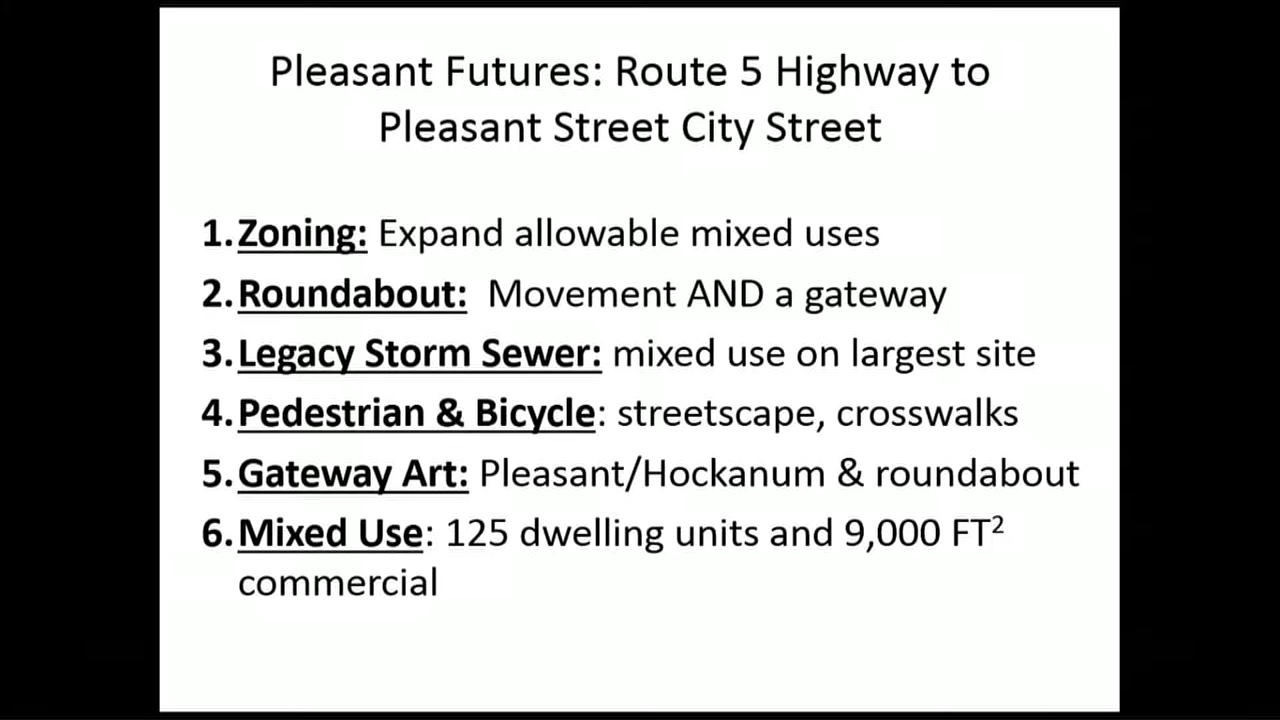 Pleasant Futures: Route 5 Highway to
Pleasant Street City Street
1. Zoning: Expand allowable mixed uses
2. Roundabout:  Movement AND a gateway
3. Legacy Storm Sewer: mixed use on largest site
4. Pedestrian & Bicycle: streetscape, crosswalks
5. Gateway Art: Pleasant/Hockanum & roundabout
6. Mixed Use: 125 dwelling units and 9,000 FT²
commercial